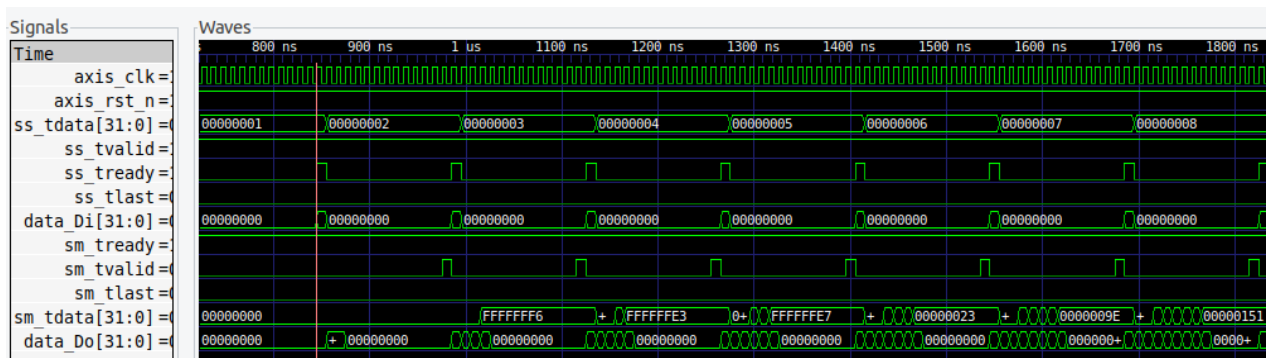 Signals Waves
Time 800 ns 900 ns 1 us 1100 ns 1200 ns 1300 ns 1400 ns 1500 ns 1600 ns 1700 ns 1800 ns
axis_clk=
axis_rst_n=
ss_tdata[31:0]= 00000001 00000002 00000003 00000004 00000005 00000006 00000007 00000008
ss_tvalid=
ss_tready=
ss_tlast=
data_Di[31:0]= 00000000 00000000 00000000 00000000 00000000 00000000 00000000 00000000
sm_tready=
sm_tvalid=
sm_tlast=
sm_tdata[31:0]= 00000000 FFFFFFF6 + FFFFFFE3 0+ FFFFFFE7 + 00000023 + 0000009E + 00000151
data_Do[31:0]= 00000000 + 00000000 00000000 00000000 00000000 00000000 000000+ 0000+